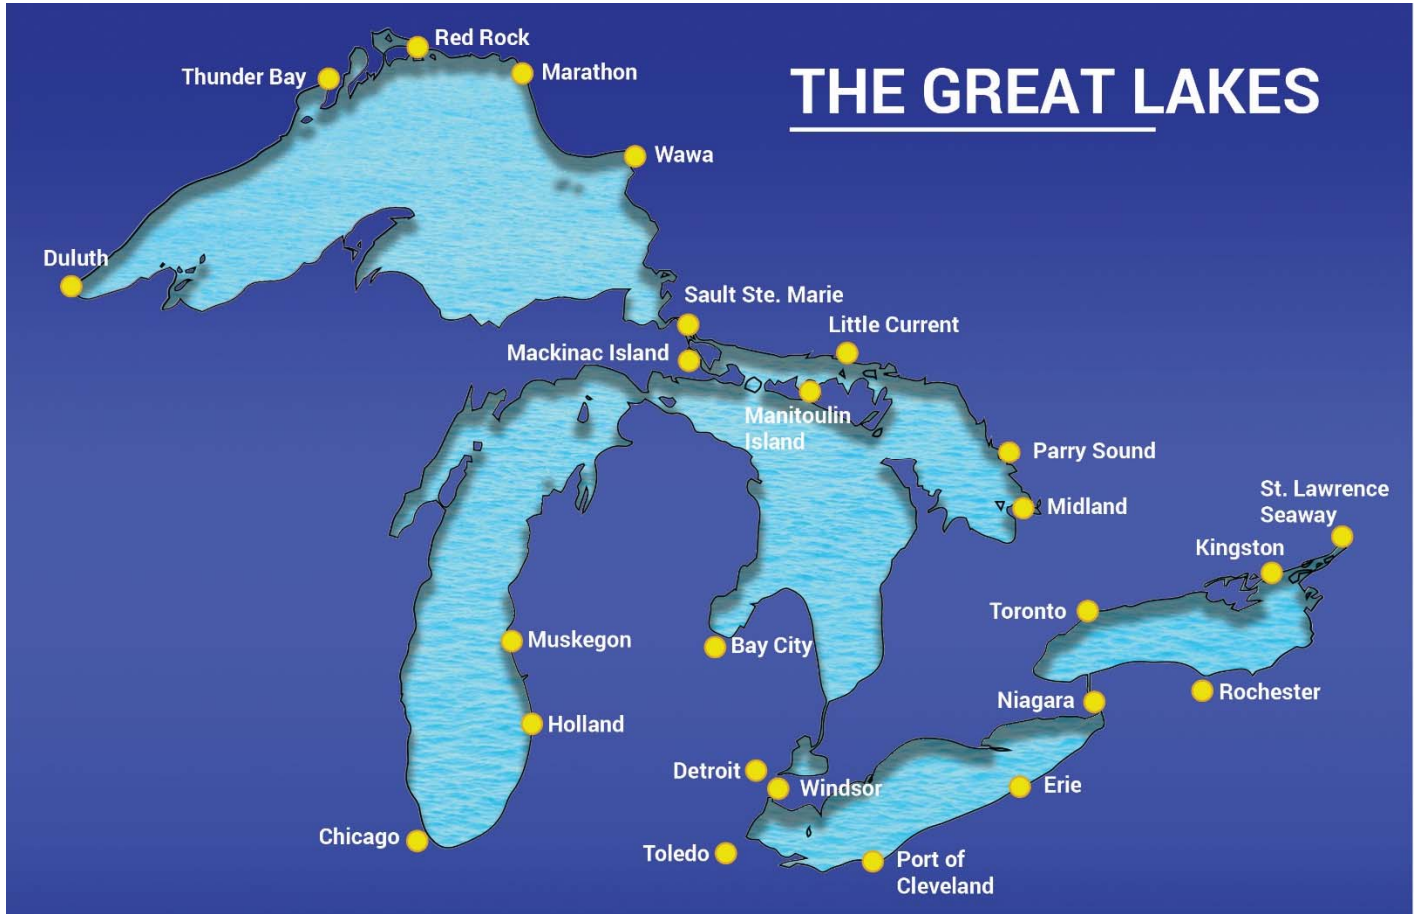 THE GREAT LAKES
Red Rock
Thunder Bay
Marathon
Wawa
Duluth
Sault Ste. Marie
Little Current
Mackinac Island
Manitoulin
Island
Parry Sound
Midland
St. Lawrence
Seaway
Kingston
Toronto
Muskegon
Bay City
Rochester
Niagara
Holland
Detroit
Windsor
Erie
Chicago
Toledo
Port of
Cleveland